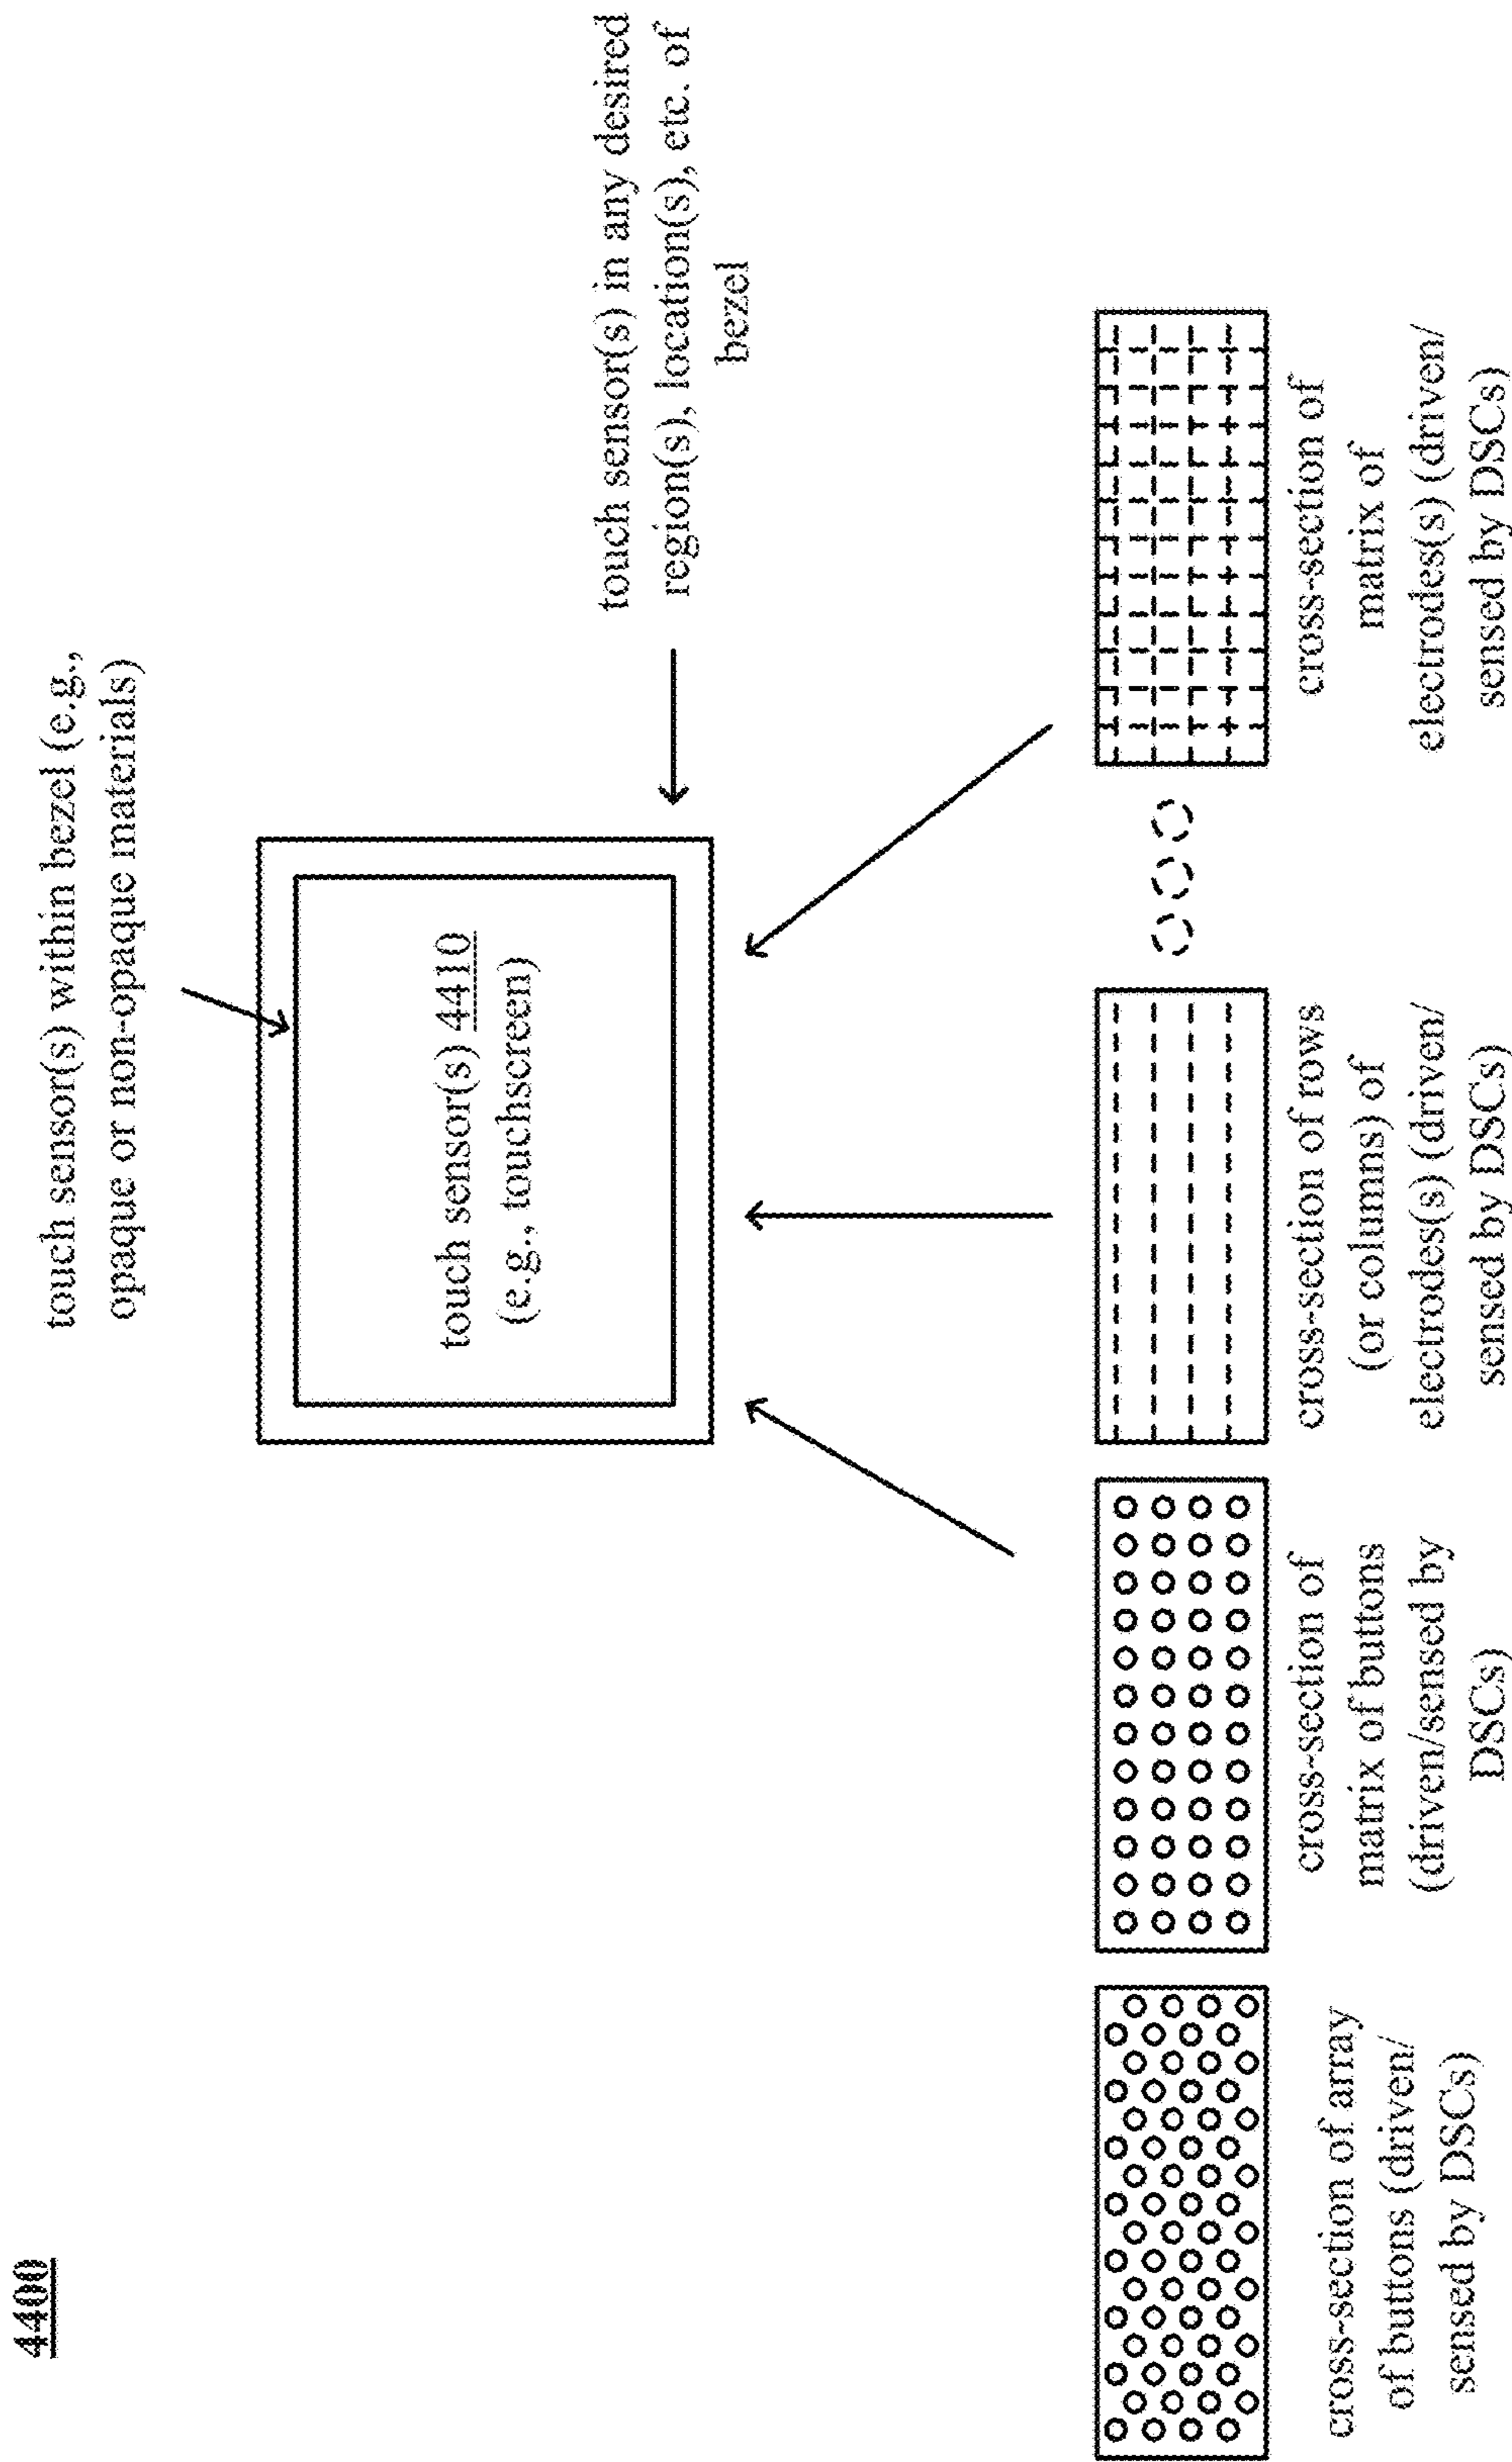 4400
touch sensor(s) within bezel (e.g.,
opaque or non-opaque materials)
touch sensor(s) 4410
(e.g., touchscreen)
touch sensor(s) in any desired
region(s), location(s), etc. of
bezel
cross-section of array
of buttons (driven/
sensed by DSCs)
cross-section of
matrix of buttons
(driven/sensed by
DSCs)
cross-section of rows
(or columns) of
electrodes(s) (driven/
sensed by DSCs)
cross-section of
matrix of
electrodes(s) (driven/
sensed by DSCs)